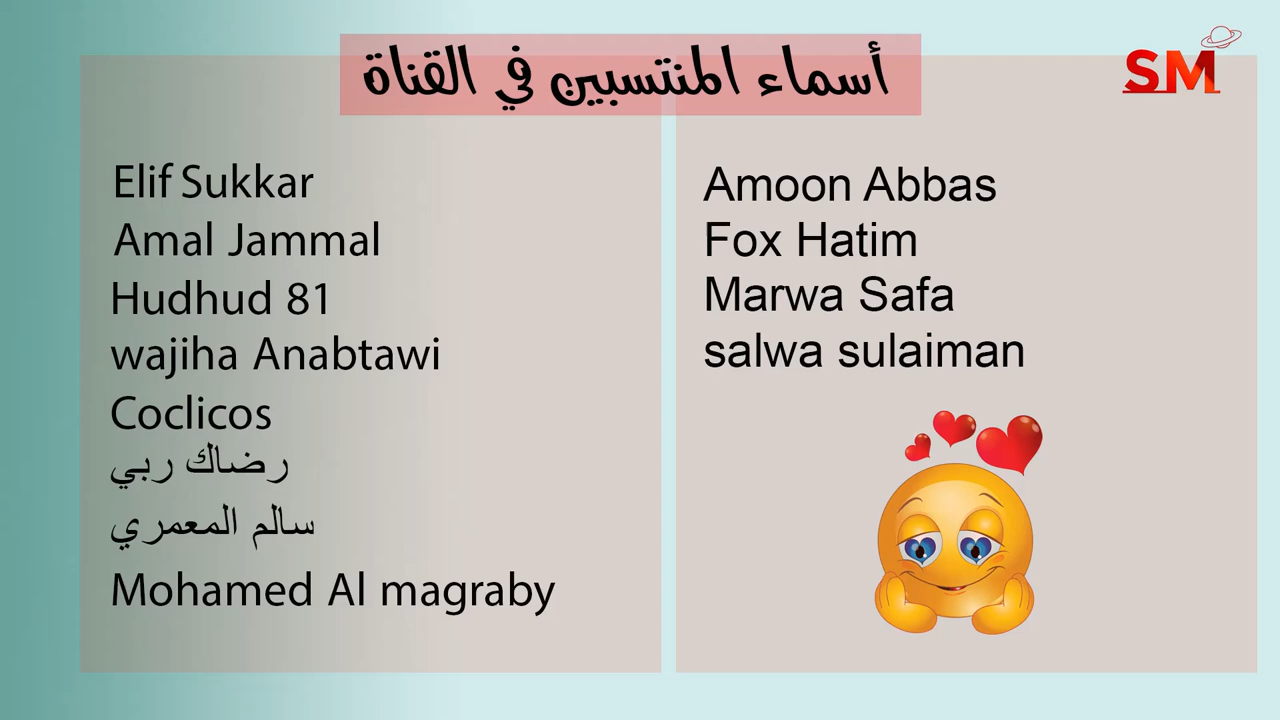 أسماء المنتسبين في القناة
SM
Elif Sukkar
Amal Jammal
Hudhud 81
wajiha Anabtawi
Coclicos
رضاك ربي
سالم المعمري
Mohamed Al magraby
Amoon Abbas
Fox Hatim
Marwa Safa
salwa sulaiman